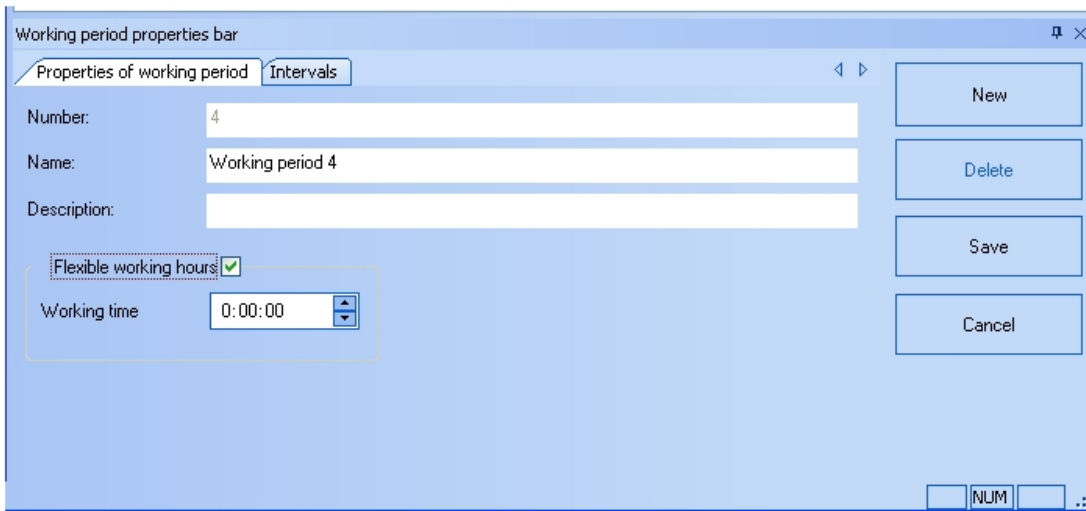 Working period properties bar
Properties of working period
Intervals
Number:
4
Name:
Working period 4
Description:
Flexible working hours
Working time
0:00:00
New
Delete
Save
Cancel
NUM